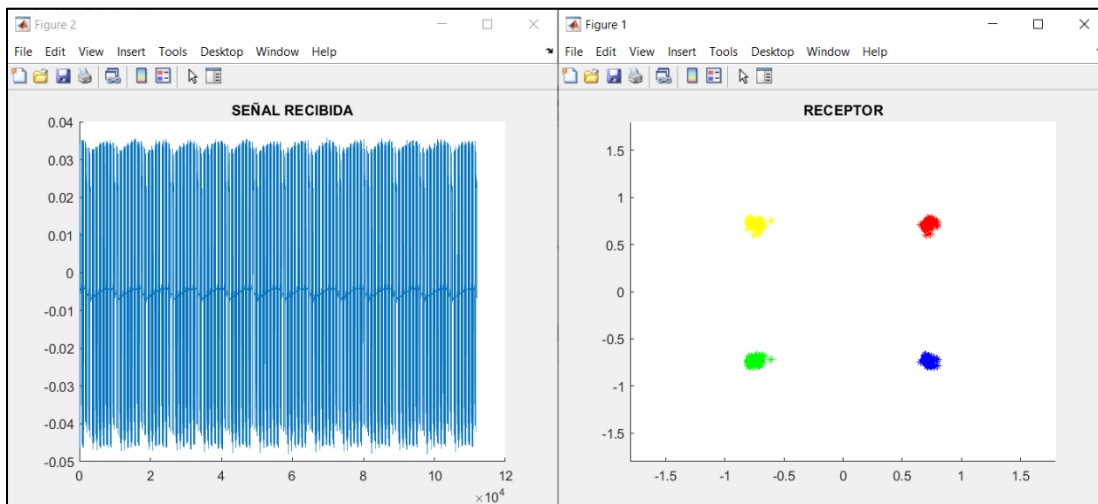 Figure 2
File Edit View Insert Tools Desktop Window Help
SEÑAL RECIBIDA
0.04
0.03
0.02
0.01
0
-0.01
-0.02
-0.03
-0.04
-0.05
0 2 4 6 8 10 12
×10⁴
Figure 1
File Edit View Insert Tools Desktop Window Help
RECEPTOR
1.5
1
0.5
0
-0.5
-1
-1.5
-1.5 -1 -0.5 0 0.5 1 1.5